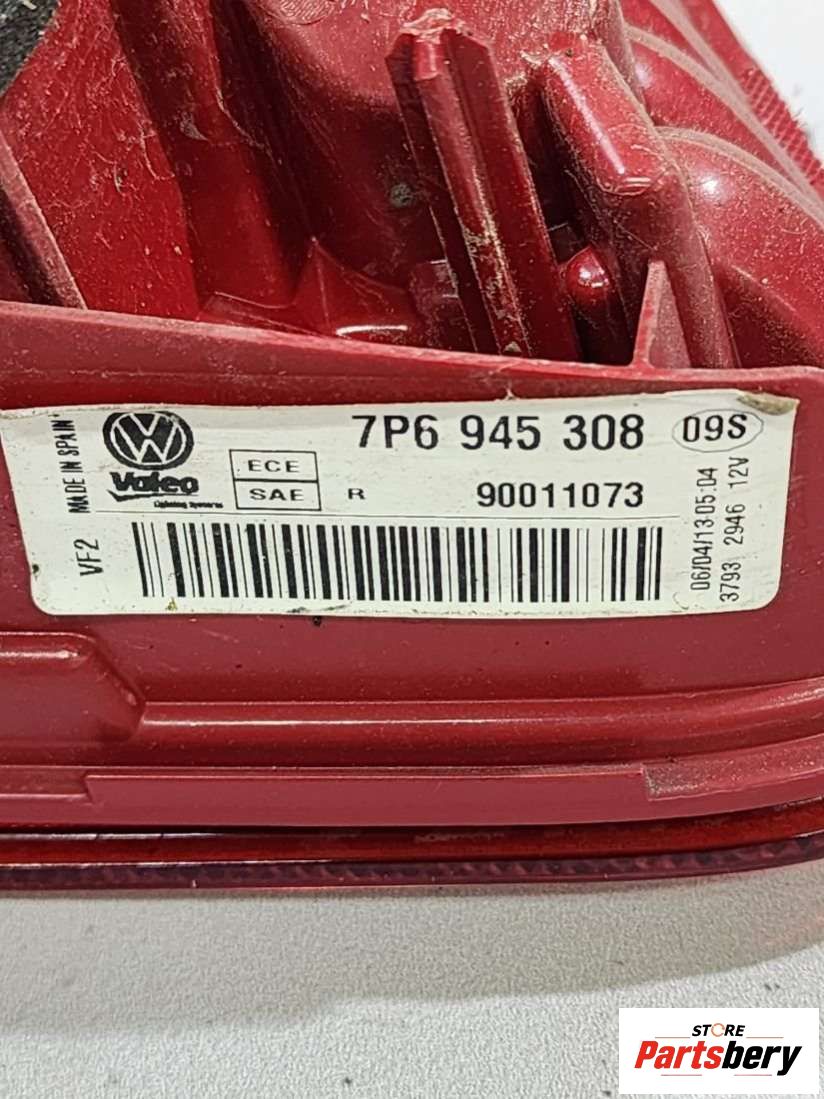 MADE IN SPAIN
VF2
VW
Valeo
Lighting Systems
ECE
SAE
R
7P6 945 308
09S
90011073
06/04/13 05:04
3793 2946 12V
STORE
Partsbery